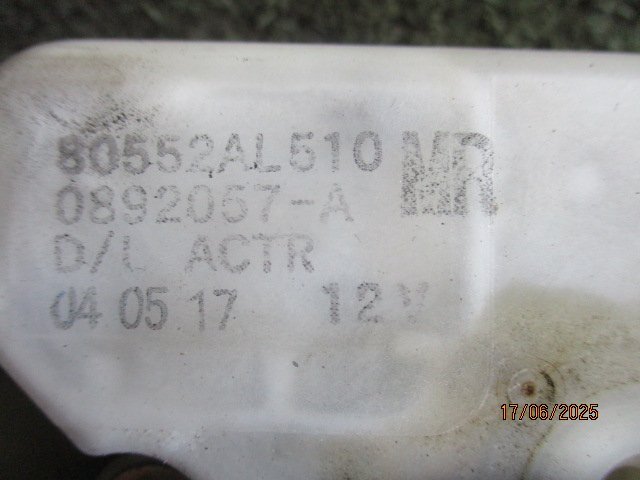 80552AL510 MR
0892057-A
D/L ACTR
04 05 17 12V
17/06/2025